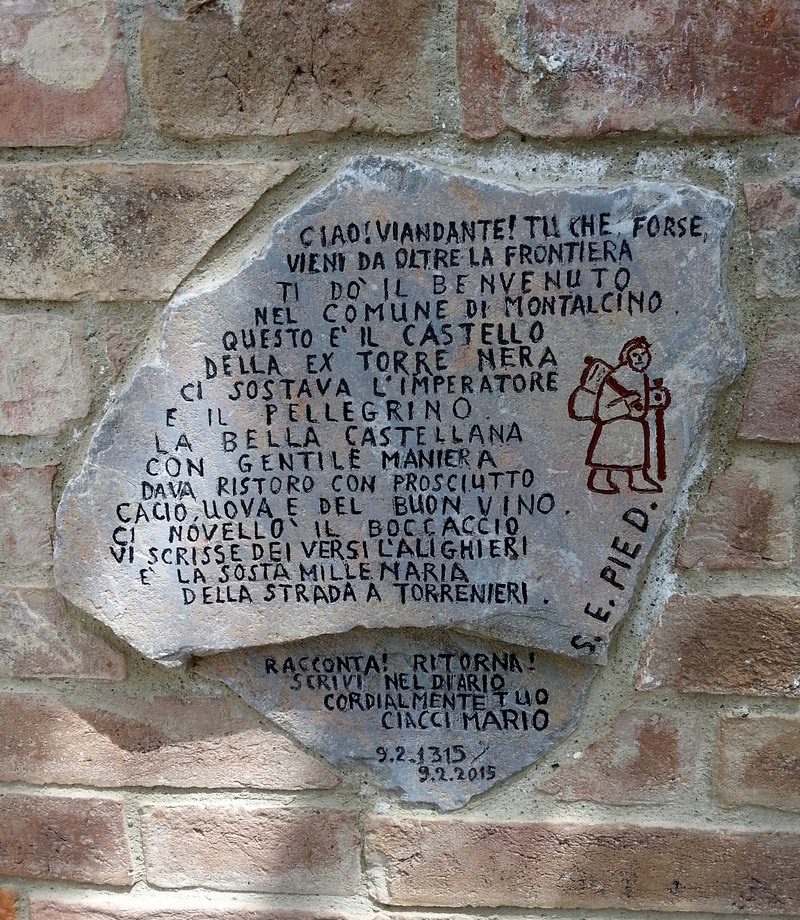 CIAO! VIANDANTE! TU CHE, FORSE,
VIENI DA OLTRE LA FRONTIERA
TI DO' IL BENVENUTO
NEL COMUNE DI MONTALCINO.
QUESTO E' IL CASTELLO
DELLA EX TORRE NERA
CI SOSTAVA L'IMPERATORE
E IL PELLEGRINO.
LA BELLA CASTELLANA
CON GENTILE MANIERA
DAVA RISTORO CON PROSCIUTTO
CACIO, UOVA E DEL BUON VINO.
CI NOVELLO' IL BOCCACCIO
VI SCRISSE DEI VERSI L'ALIGHIERI
E' LA SOSTA MILLENARIA
DELLA STRADA A TORRENIERI.
S. E. PIED.
RACCONTA! RITORNA!
SCRIVI NEL DIARIO
CORDIALMENTE TUO
CIACCI MARIO
9.2.1315/
9.2.2015